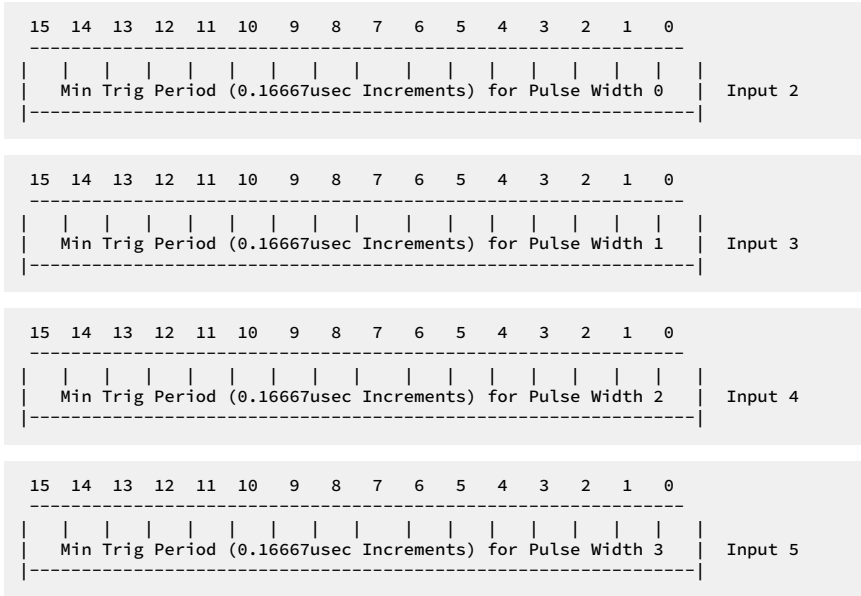 15 14 13 12 11 10 9 8 7 6 5 4 3 2 1 0
---------------------------------------------------------------
| | | | | | | | | | | | | | | | |
| Min Trig Period (0.16667usec Increments) for Pulse Width 0 | Input 2
|----------------------------------------------------------------|
15 14 13 12 11 10 9 8 7 6 5 4 3 2 1 0
---------------------------------------------------------------
| | | | | | | | | | | | | | | | |
| Min Trig Period (0.16667usec Increments) for Pulse Width 1 | Input 3
|----------------------------------------------------------------|
15 14 13 12 11 10 9 8 7 6 5 4 3 2 1 0
---------------------------------------------------------------
| | | | | | | | | | | | | | | | |
| Min Trig Period (0.16667usec Increments) for Pulse Width 2 | Input 4
|----------------------------------------------------------------|
15 14 13 12 11 10 9 8 7 6 5 4 3 2 1 0
---------------------------------------------------------------
| | | | | | | | | | | | | | | | |
| Min Trig Period (0.16667usec Increments) for Pulse Width 3 | Input 5
|----------------------------------------------------------------|